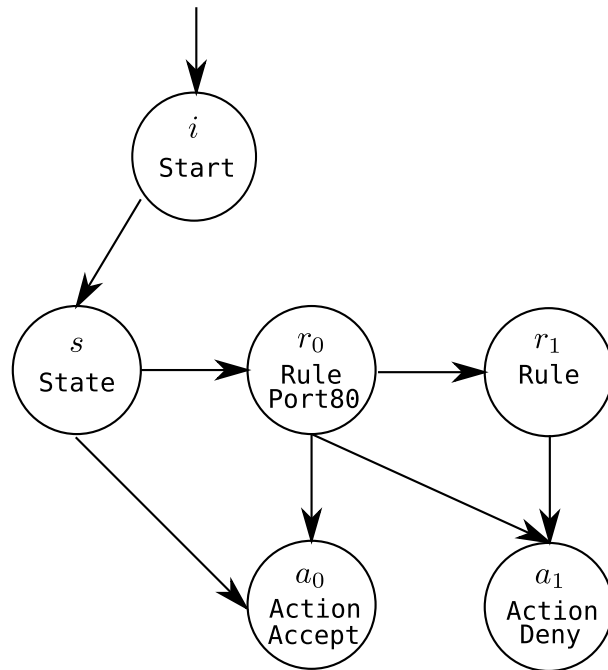 i
Start
s
State
r₀
Rule
Port80
r₁
Rule
a₀
Action
Accept
a₁
Action
Deny